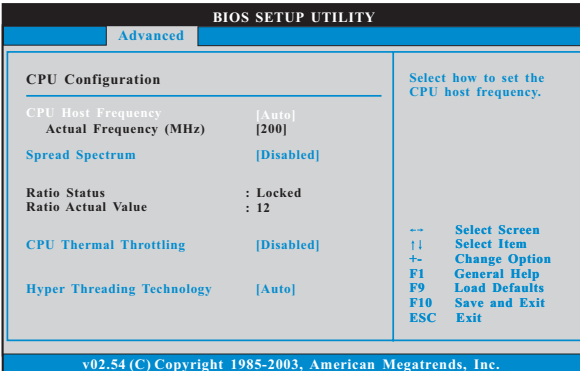 BIOS SETUP UTILITY
Advanced
CPU Configuration
CPU Host Frequency [Auto]
Actual Frequency (MHz) [200]
Spread Spectrum [Disabled]
Ratio Status : Locked
Ratio Actual Value : 12
CPU Thermal Throttling [Disabled]
Hyper Threading Technology [Auto]
Select how to set the
CPU host frequency.
←→ Select Screen
↑↓ Select Item
+- Change Option
F1 General Help
F9 Load Defaults
F10 Save and Exit
ESC Exit
v02.54 (C) Copyright 1985-2003, American Megatrends, Inc.